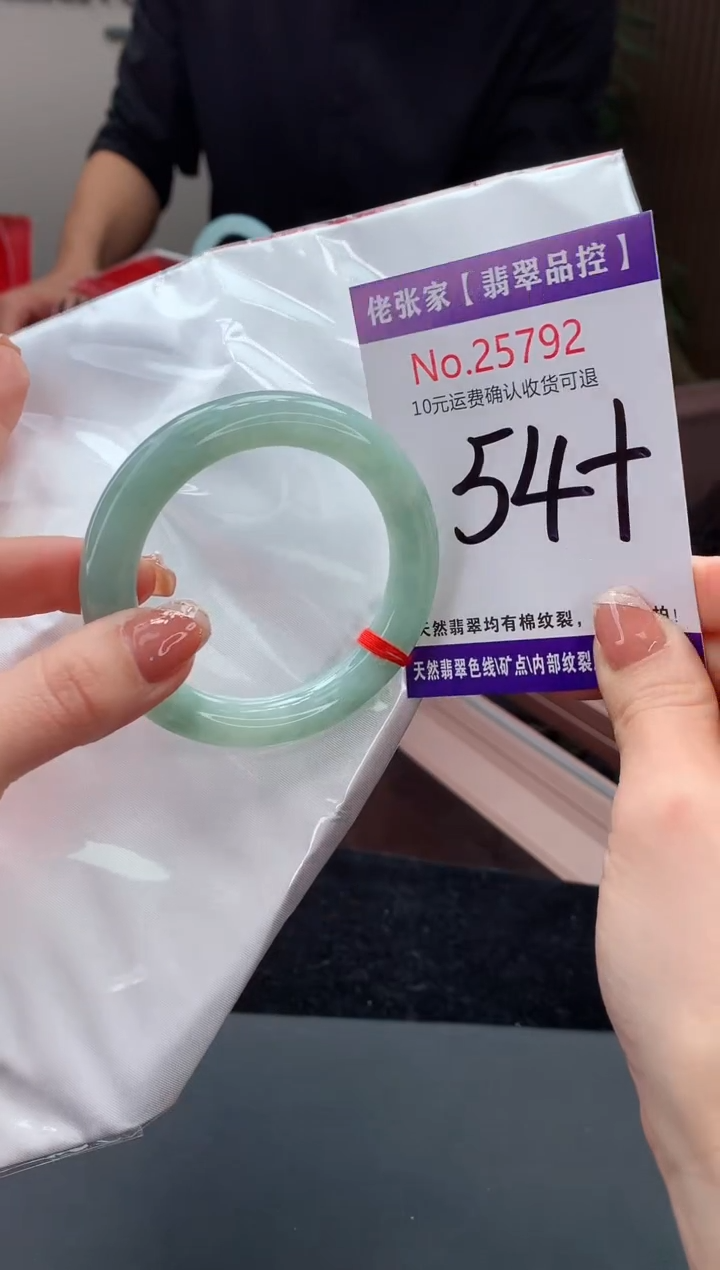 佬张家【翡翠品控】
No.25792
10元运费确认收货可退
54+
天然翡翠均有棉纹裂，
拍！
天然翡翠色线\矿点\内部纹裂